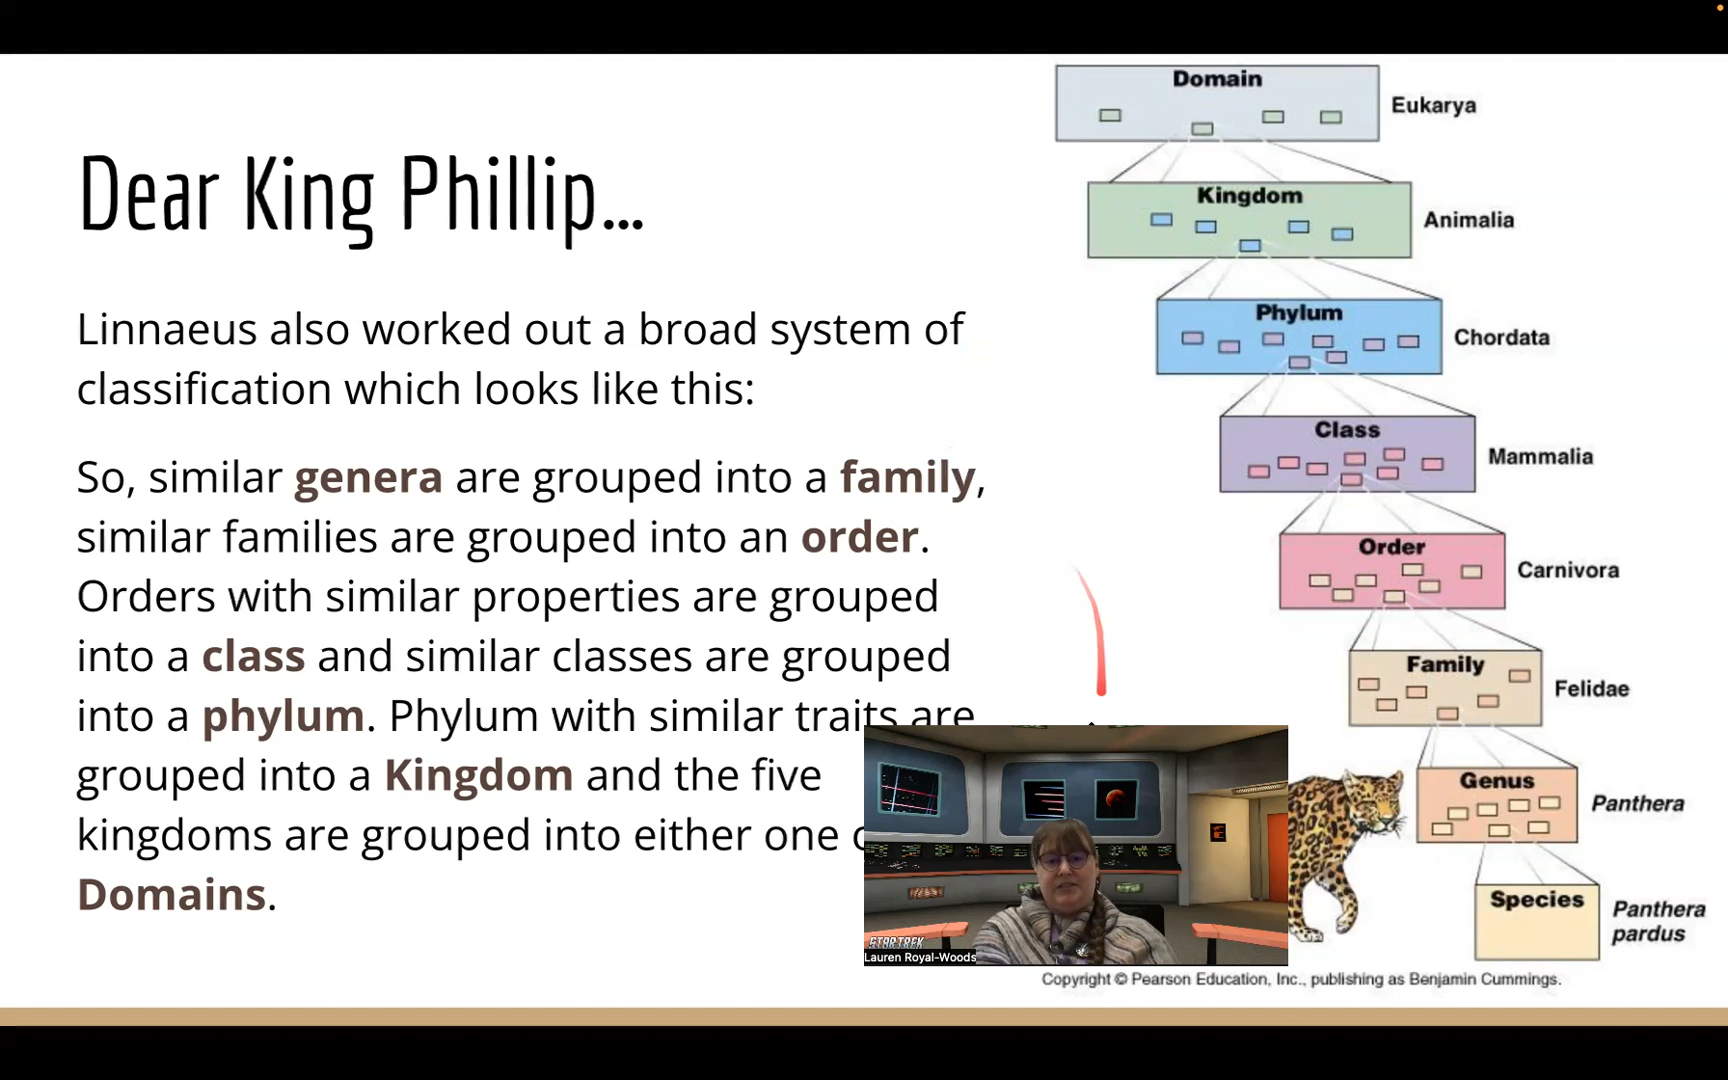 Dear King Phillip...
Linnaeus also worked out a broad system of
classification which looks like this:
So, similar genera are grouped into a family,
similar families are grouped into an order.
Orders with similar properties are grouped
into a class and similar classes are grouped
into a phylum. Phylum with similar traits are
grouped into a Kingdom and the five
kingdoms are grouped into either one
Domains.
Domain
Eukarya
Kingdom
Animalia
Phylum
Chordata
Class
Mammalia
Order
Carnivora
Family
Felidae
Genus
Panthera
Species
Panthera
pardus
STAR TREK
Lauren Royal-Woods
Copyright © Pearson Education, Inc., publishing as Benjamin Cummings.